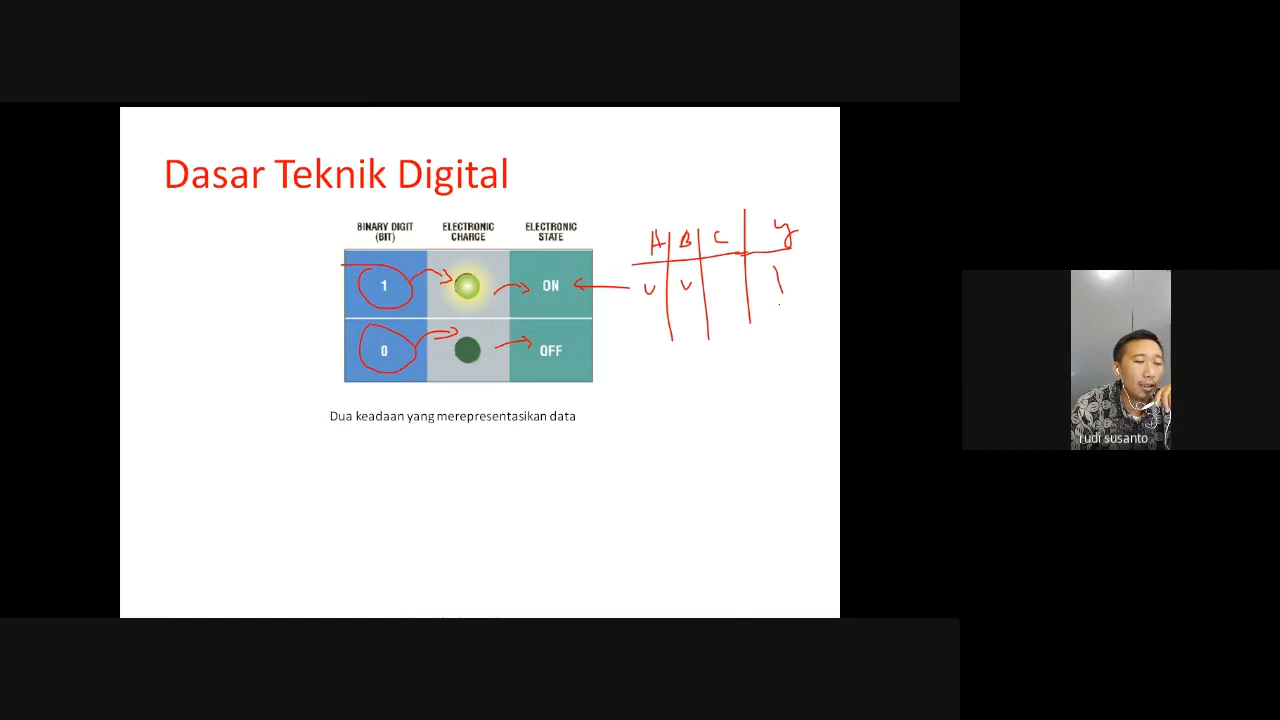 Dasar Teknik Digital
BINARY DIGIT (BIT) ELECTRONIC CHARGE ELECTRONIC STATE
A B C y
1 ON
v v 1
0 OFF
Dua keadaan yang merepresentasikan data
rudi susanto